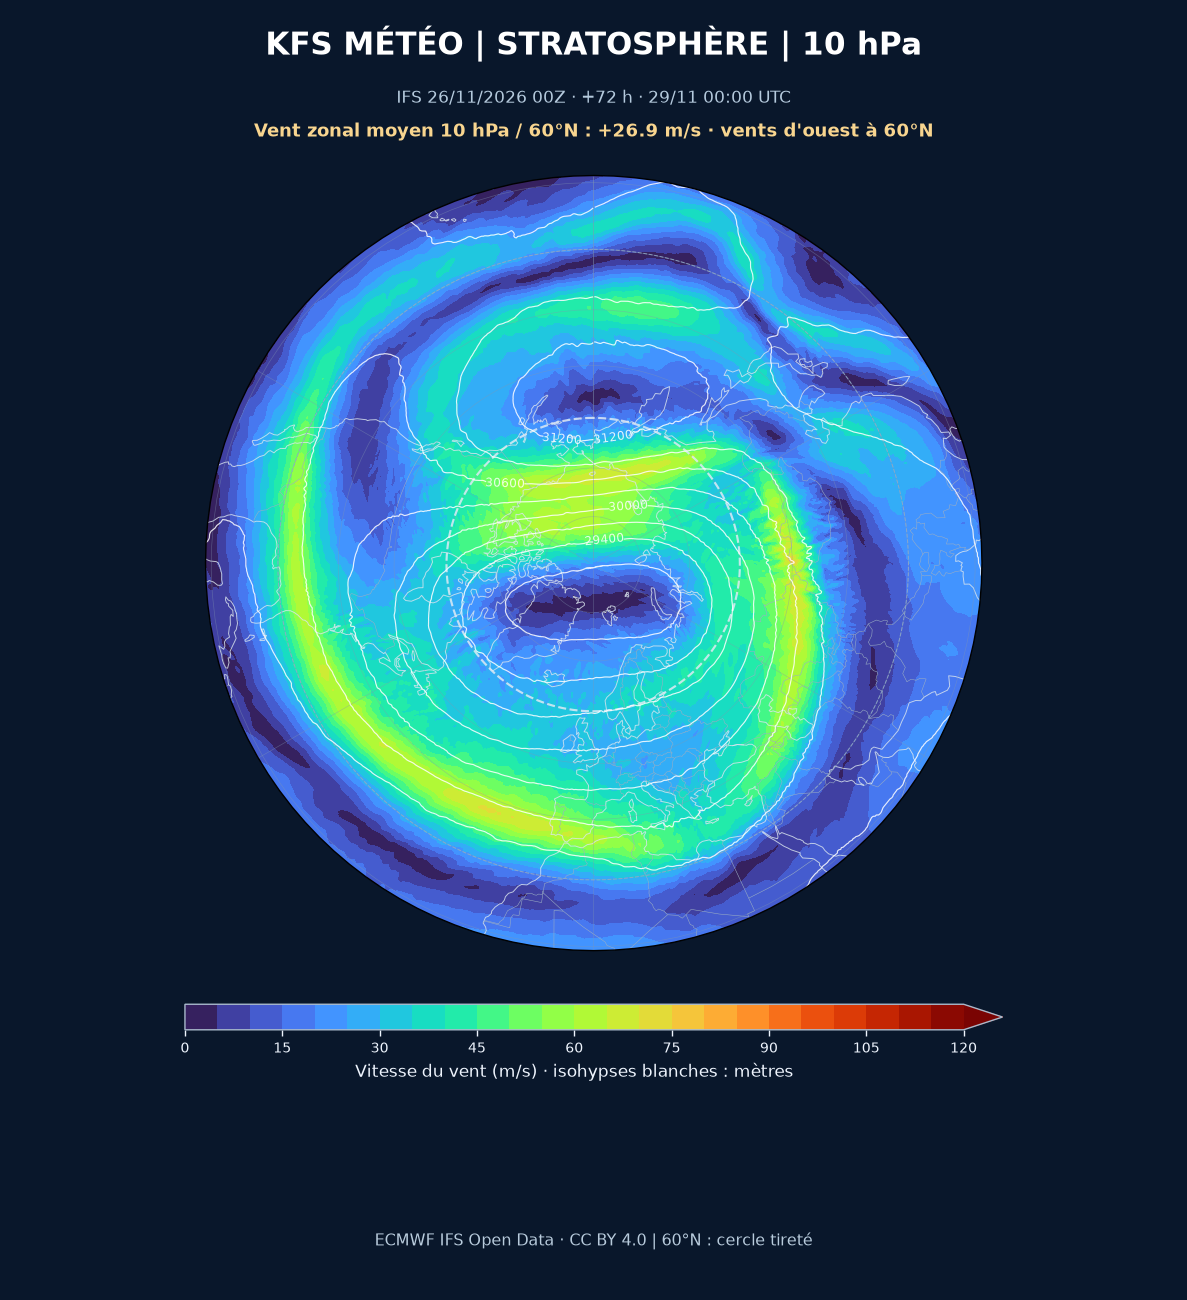 KFS MÉTÉO | STRATOSPHÈRE | 10 hPa
IFS 26/11/2026 00Z · +72 h · 29/11 00:00 UTC
Vent zonal moyen 10 hPa / 60°N : +26.9 m/s · vents d'ouest à 60°N
31200 31200
30600
30000
29400
0 15 30 45 60 75 90 105 120
Vitesse du vent (m/s) · isohypses blanches : mètres
ECMWF IFS Open Data · CC BY 4.0 | 60°N : cercle tireté